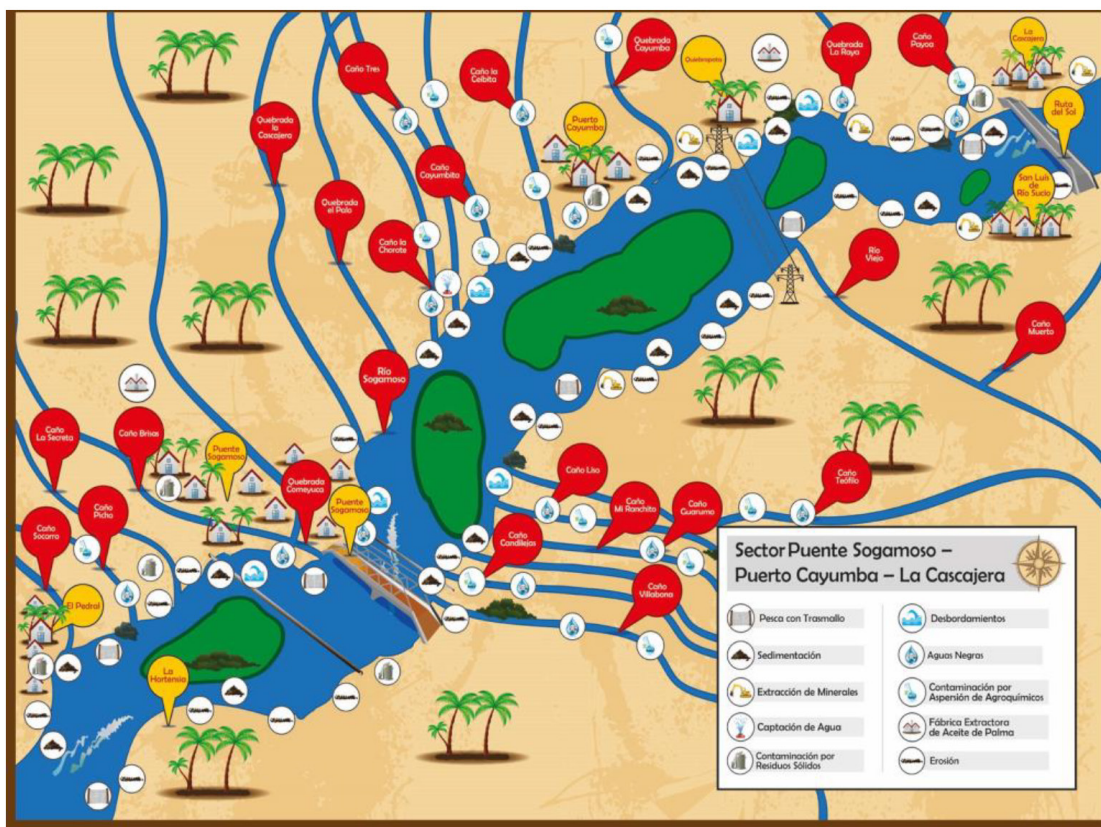 Quebrada
Cayumba
Quiebrapata
Quebrada
La Raya
Caño
Payoa
La
Cascajera
Caño Tres
Caño la
Ceibita
Ruta
del Sol
Quebrada
la
Cascajera
Puerto
Cayumba
Caño
Cayumbita
San Luis
de
Río Sucio
Quebrada
el Palo
Caño la
Charote
Río
Viejo
Caño
Muerto
Río
Sogamoso
Caño
La Secreta
Caño Brisas
Puente
Sogamoso
Quebrada
Comeyuca
Puente
Sogamoso
Caño Liso
Caño
Teófilo
Caño
Mi Ranchito
Caño
Guarumo
Caño
Picho
Caño
Socorro
Caño
Candilejas
Caño
Villabona
El Pedral
La
Hortensia
Sector Puente Sogamoso –
Puerto Cayumba – La Cascajera
Pesca con Trasmallo
Sedimentación
Extracción de Minerales
Captación de Agua
Contaminación por
Residuos Sólidos
Desbordamientos
Aguas Negras
Contaminación por
Aspersión de Agroquímicos
Fábrica Extractora
de Aceite de Palma
Erosión